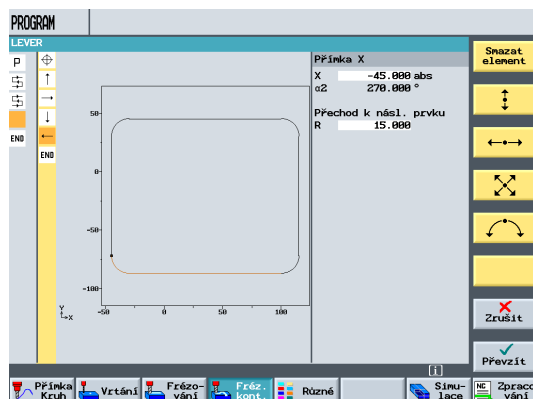 PROGRAM
LEVER
P
END
END
Přímka X
X -45.000 abs
α2 270.000 °
Přechod k násl. prvku
R 15.000
50
0
-50
-100
Y
X
-50 0 50 100
Smazat
element
Zrušit
Převzít
i
Přímka
Kruh
Vrtání
Frézo-
vání
Fréz.
kont.
Různé
Simu-
lace
NC
Zpraco
vání